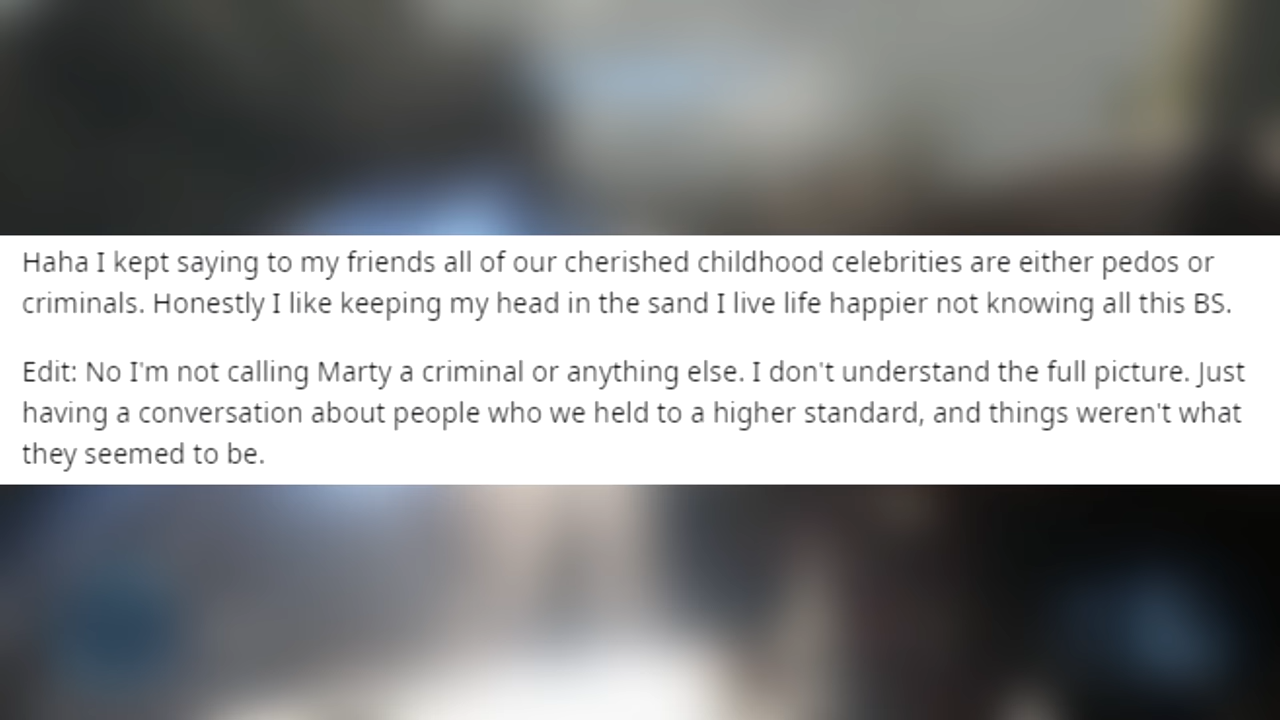 Haha I kept saying to my friends all of our cherished childhood celebrities are either pedos or
criminals. Honestly I like keeping my head in the sand I live life happier not knowing all this BS.
Edit: No I'm not calling Marty a criminal or anything else. I don't understand the full picture. Just
having a conversation about people who we held to a higher standard, and things weren't what
they seemed to be.